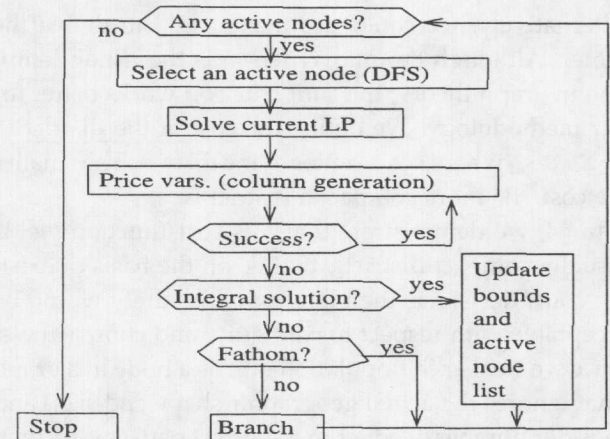 Any active nodes?
no
yes
Select an active node (DFS)
Solve current LP
Price vars. (column generation)
Success?
yes
no
Integral solution?
yes
Update
bounds
and
active
node
list
no
Fathom?
yes
no
Stop
Branch